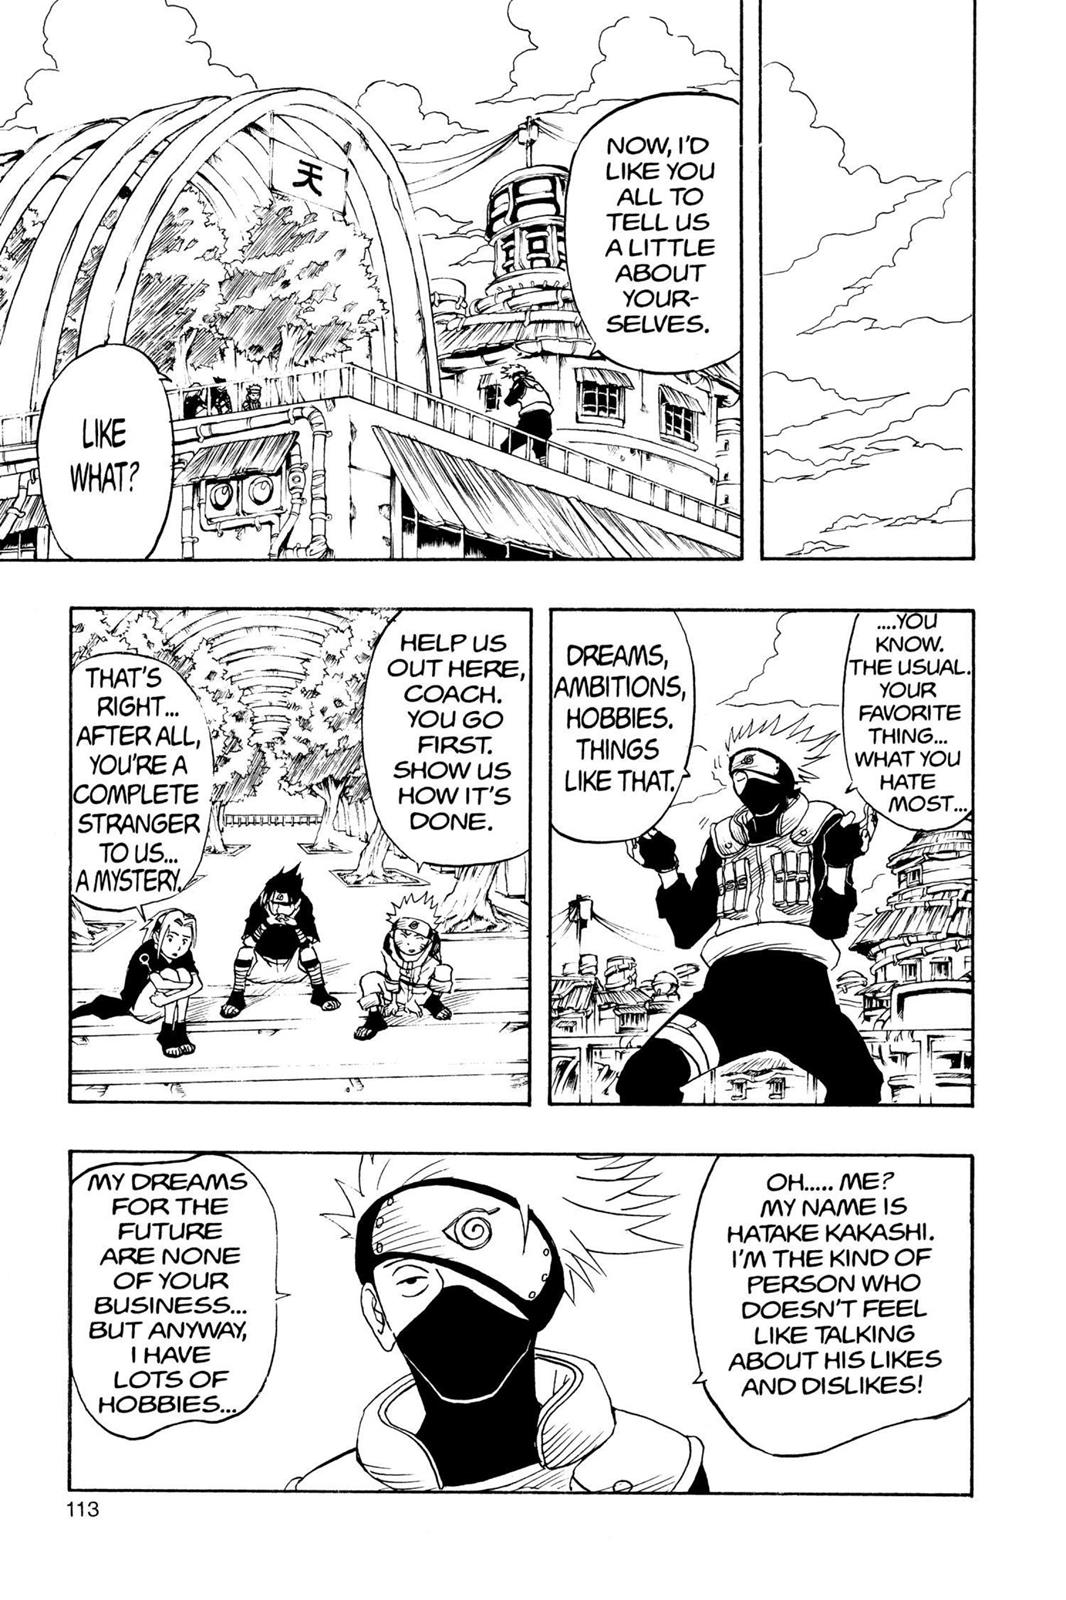 NOW, I'D
LIKE YOU
ALL TO
TELL US
A LITTLE
ABOUT
YOUR-
SELVES.
天
LIKE
WHAT?
....YOU
KNOW.
THE USUAL.
YOUR
FAVORITE
THING...
WHAT YOU
HATE
MOST...
DREAMS,
AMBITIONS,
HOBBIES.
THINGS
LIKE THAT.
HELP US
OUT HERE,
COACH.
YOU GO
FIRST.
SHOW US
HOW IT'S
DONE.
THAT'S
RIGHT...
AFTER ALL,
YOU'RE A
COMPLETE
STRANGER
TO US...
A MYSTERY.
OH..... ME?
MY NAME IS
HATAKE KAKASHI.
I'M THE KIND OF
PERSON WHO
DOESN'T FEEL
LIKE TALKING
ABOUT HIS LIKES
AND DISLIKES!
MY DREAMS
FOR THE
FUTURE
ARE NONE
OF YOUR
BUSINESS...
BUT ANYWAY,
I HAVE
LOTS OF
HOBBIES...
113